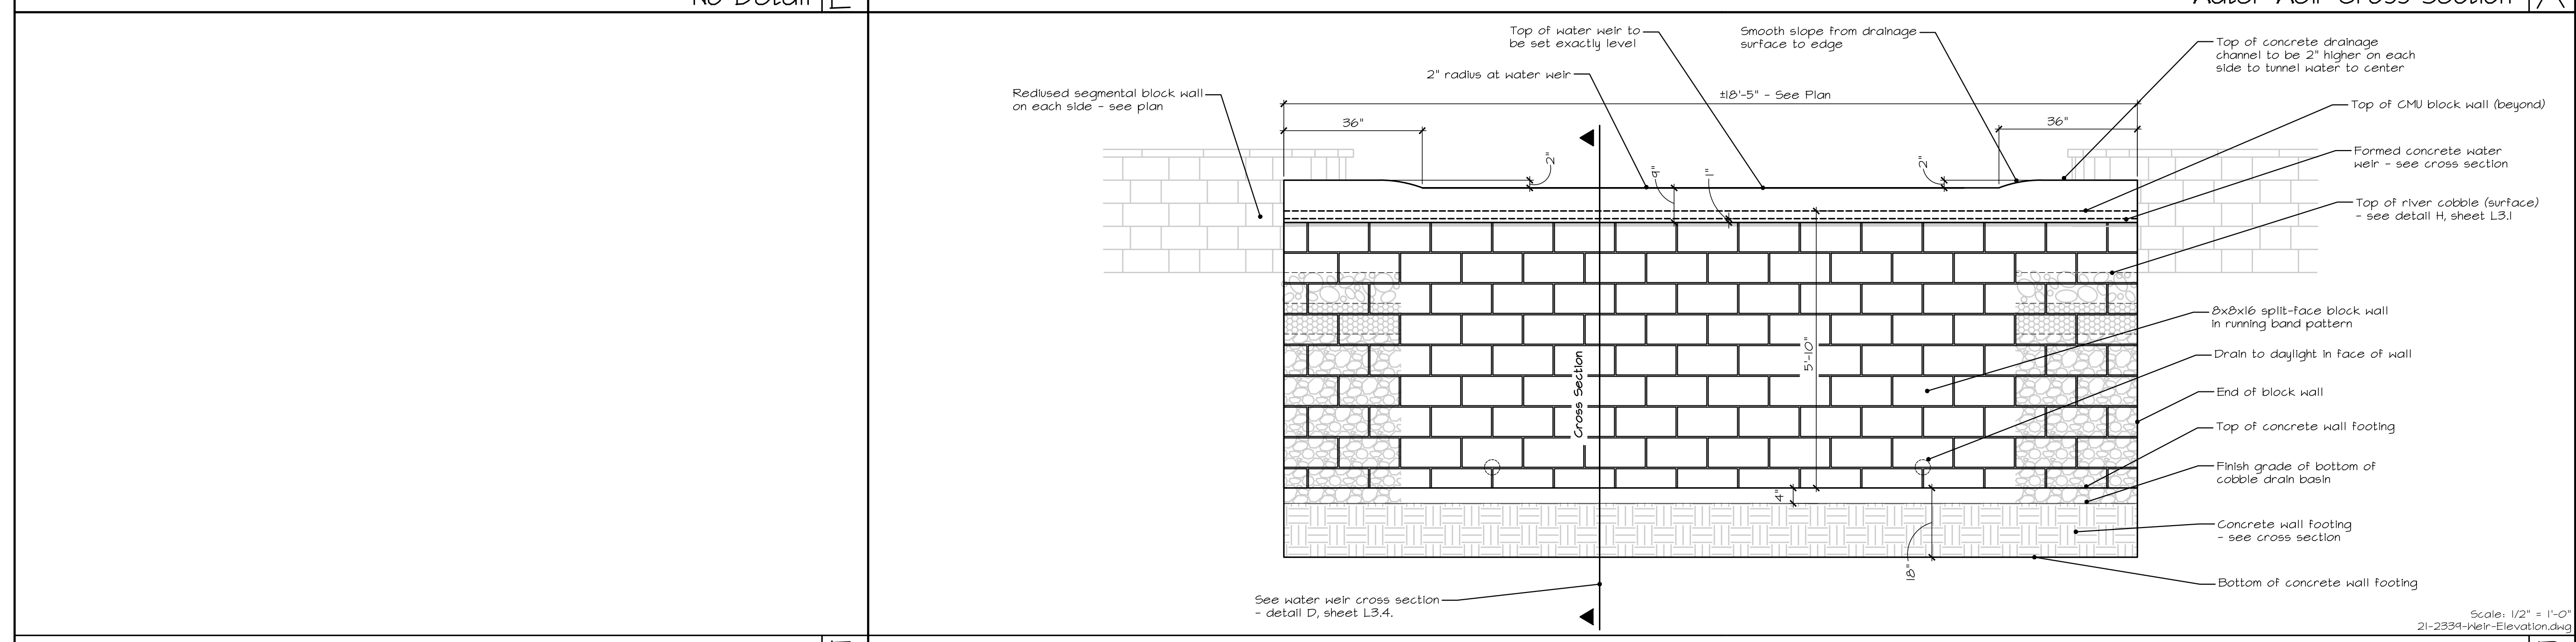 No Detail
Top of water weir to
be set exactly level
Smooth slope from drainage
surface to edge
Top of concrete drainage
channel to be 2" higher on each
side to tunnel water to center
2" radius at water weir
Rediused segmental block wall
on each side - see plan
±18'-5" - See Plan
Top of CMU block wall (beyond)
36"
36"
Formed concrete water
weir - see cross section
2"
9"
1"
2"
Top of river cobble (surface)
- see detail H, sheet L3.1
8x8x16 split-face block wall
in running band pattern
5'-10"
Cross Section
Drain to daylight in face of wall
End of block wall
Top of concrete wall footing
Finish grade of bottom of
cobble drain basin
4"
Concrete wall footing
- see cross section
18"
Bottom of concrete wall footing
See water weir cross section
- detail D, sheet L3.4.
Scale: 1/2" = 1'-0"
21-2339-Weir-Elevation.dwg